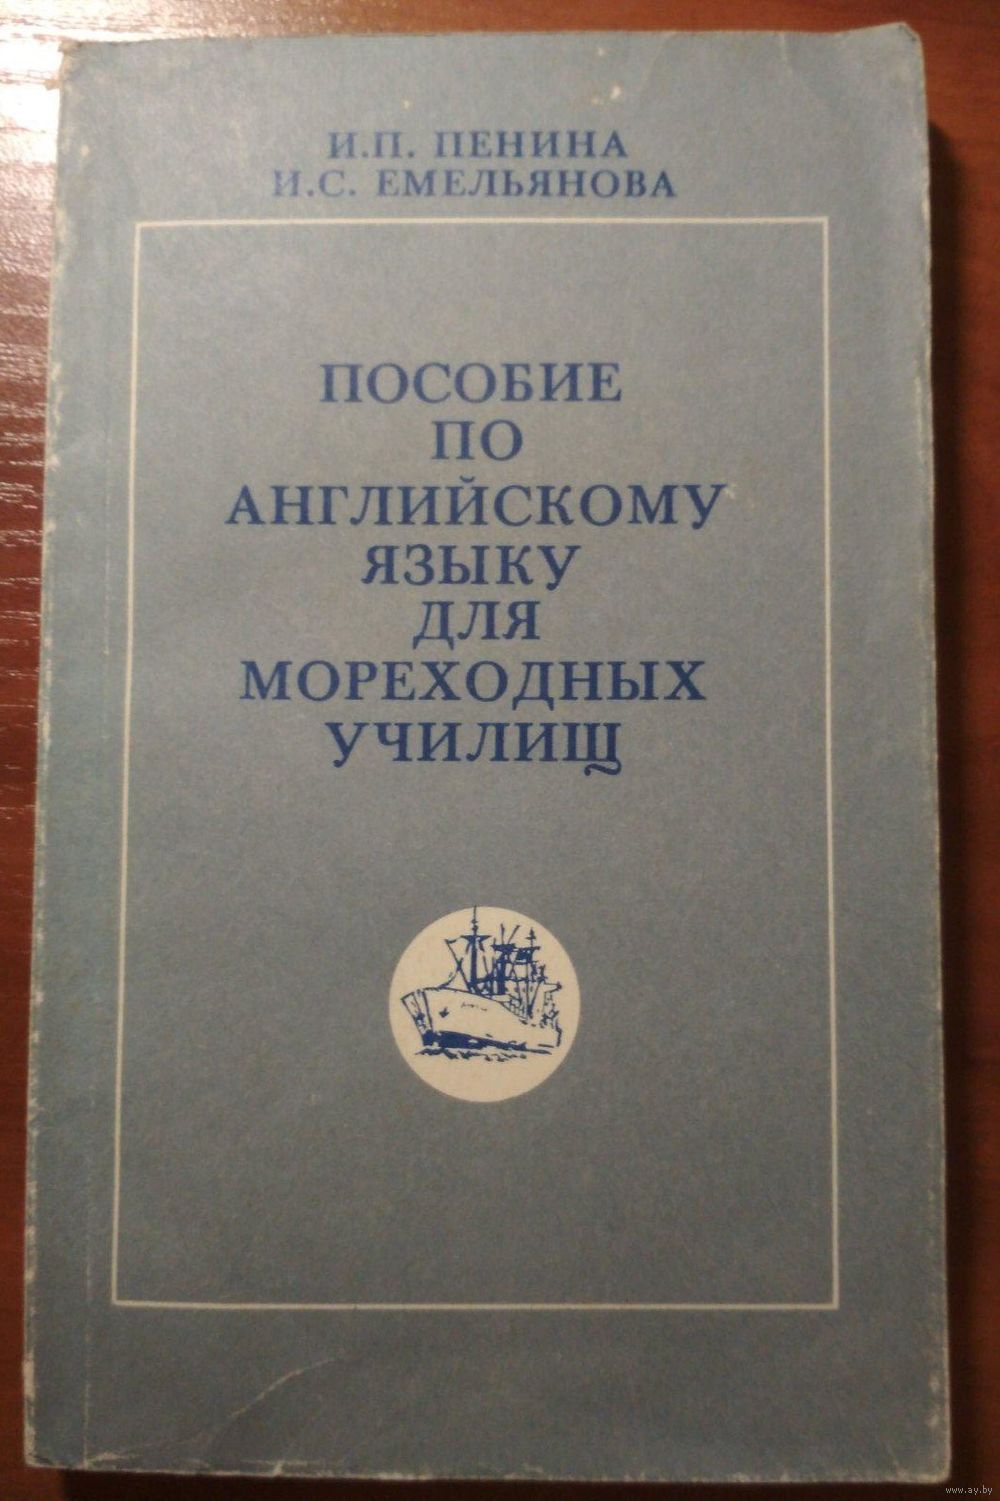 И.П. ПЕНИНА
И.С. ЕМЕЛЬЯНОВА
ПОСОБИЕ
ПО
АНГЛИЙСКОМУ
ЯЗЫКУ
ДЛЯ
МОРЕХОДНЫХ
УЧИЛИЩ
www.ay.by